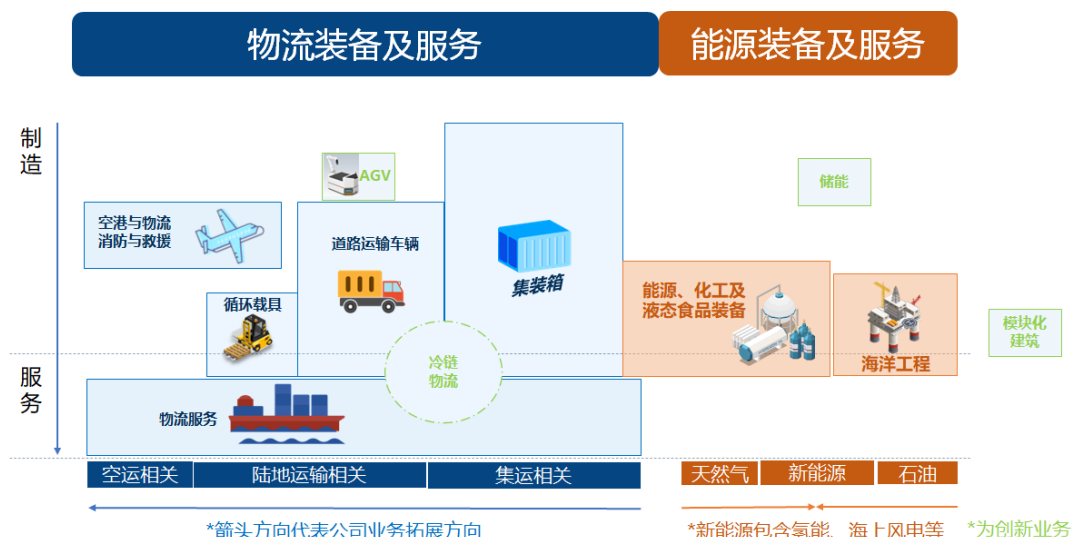 物流装备及服务
能源装备及服务
制造
AGV
储能
空港与物流
消防与救援
道路运输车辆
集装箱
能源、化工及
液态食品装备
循环载具
海洋工程
模块化
建筑
冷链
物流
服务
物流服务
空运相关
陆地运输相关
集运相关
天然气
新能源
石油
*箭头方向代表公司业务拓展方向
*新能源包含氢能、海上风电等
*为创新业务